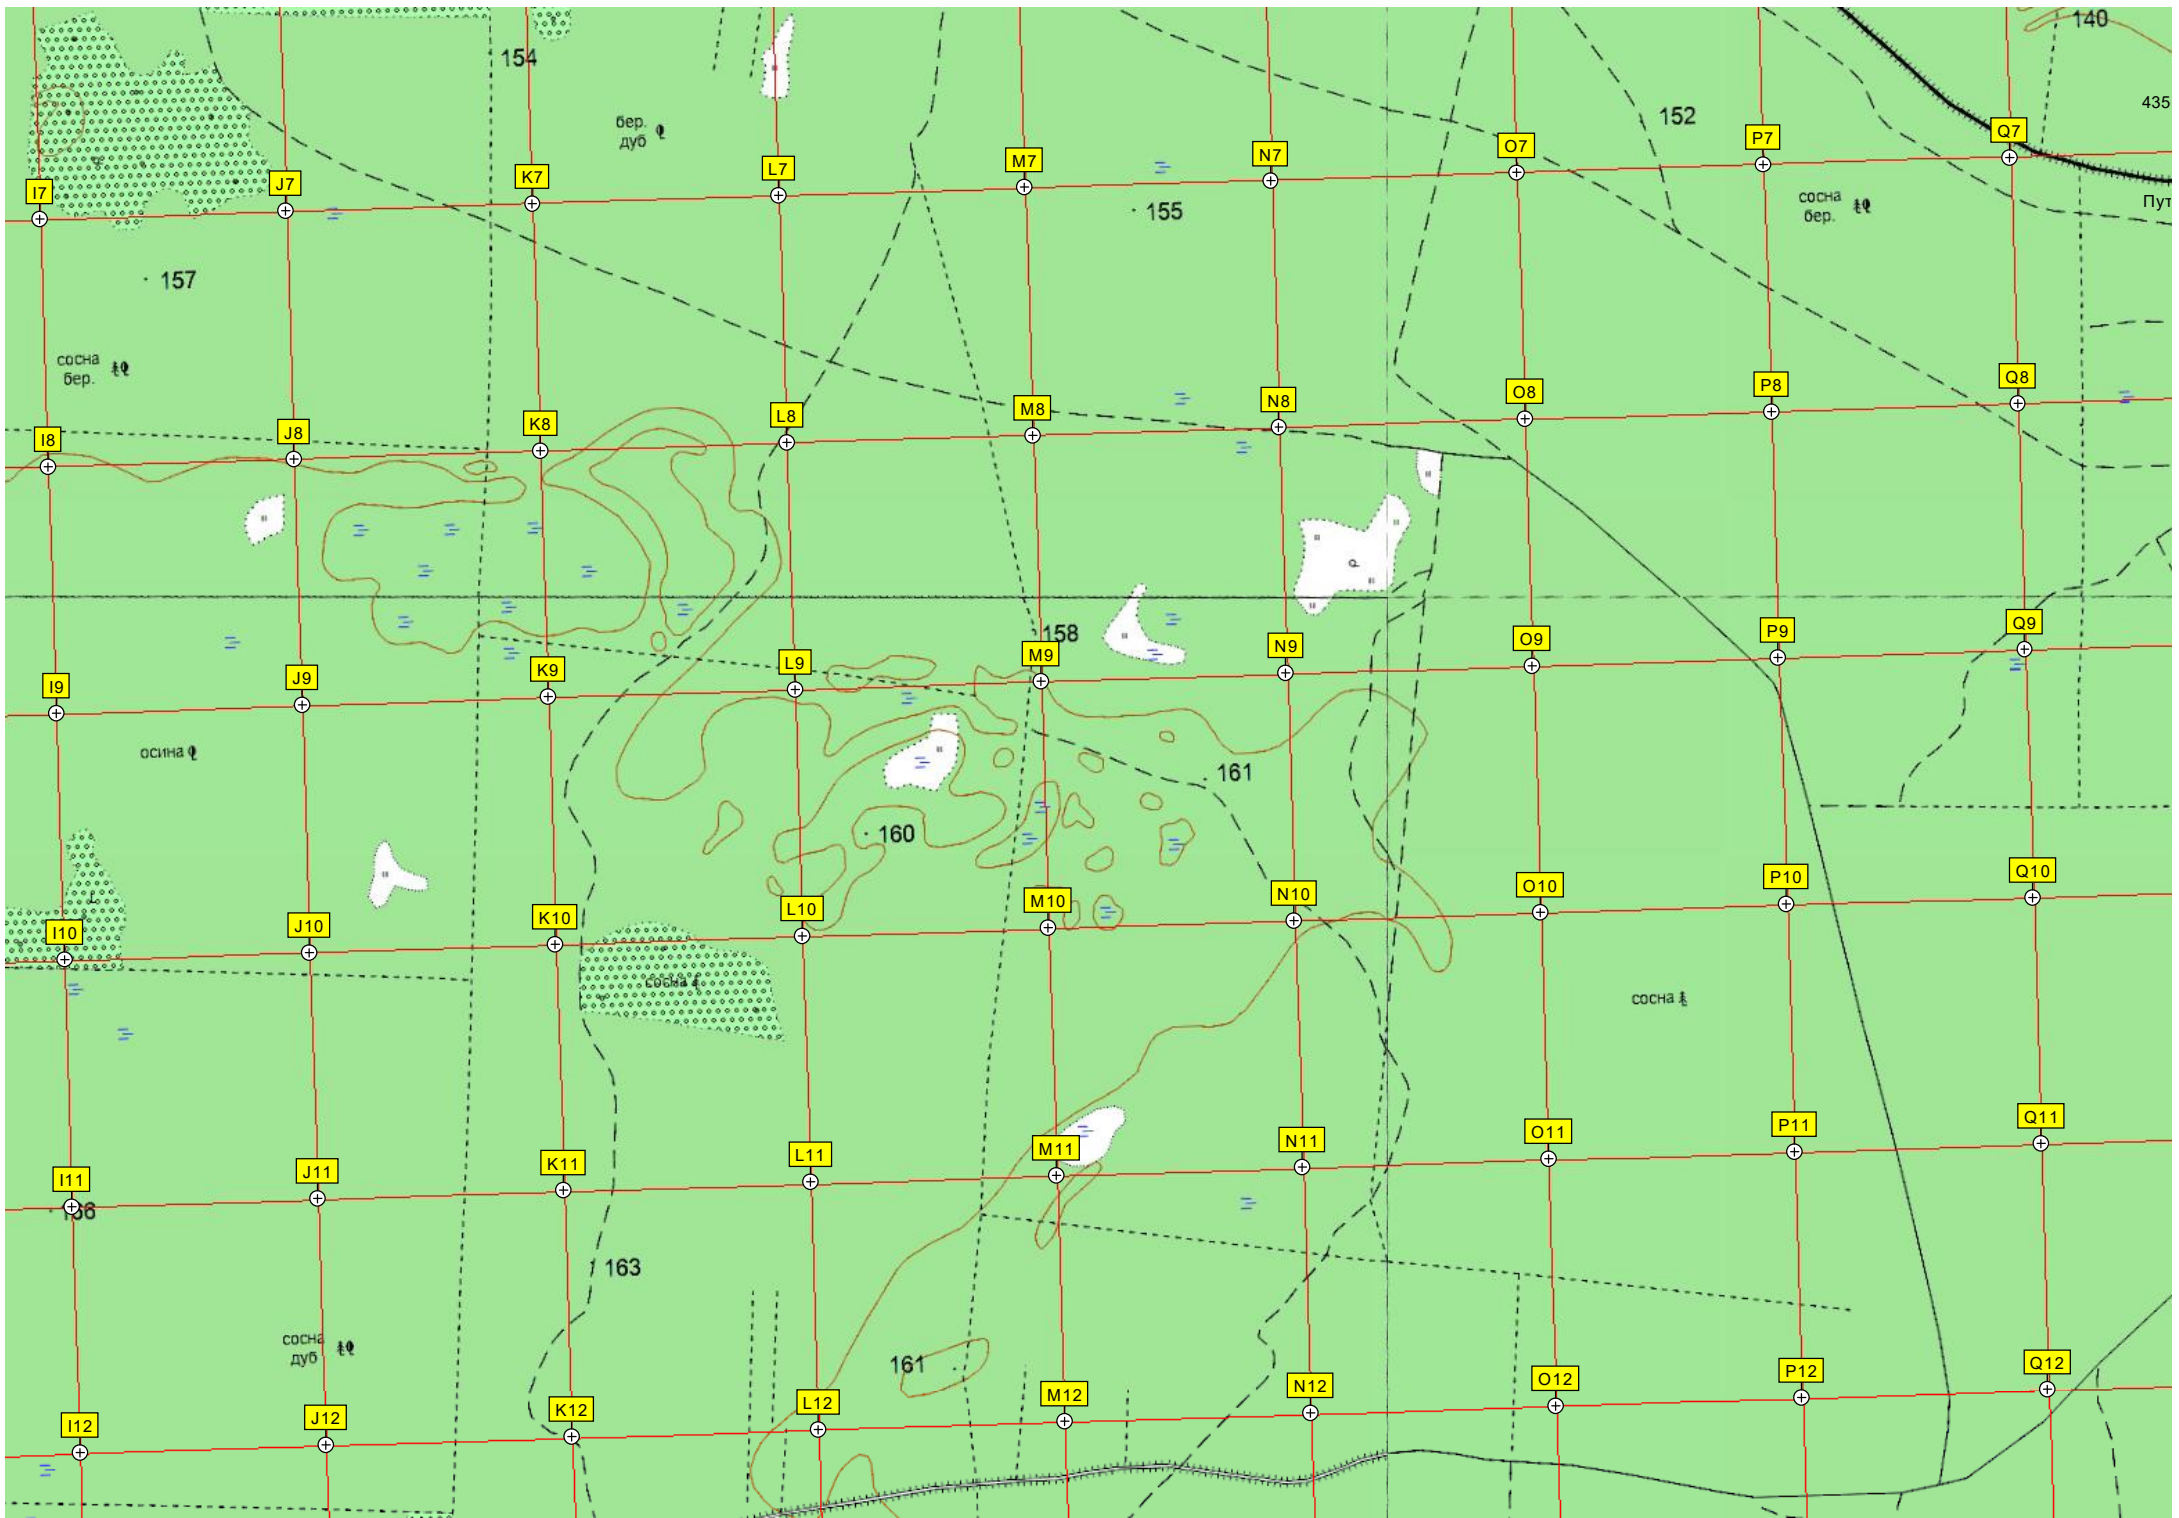 140
154
435
152
бер.
дуб
Q7
P7
O7
N7
M7
L7
K7
J7
I7
сосна
бер.
Пут
155
157
сосна
бер.
Q8
P8
O8
N8
M8
L8
K8
J8
I8
158
Q9
P9
O9
N9
M9
L9
K9
J9
I9
осина
161
160
Q10
P10
O10
N10
M10
L10
K10
J10
I10
сосна
сосна
Q11
P11
O11
N11
M11
L11
K11
J11
I11
163
сосна
дуб
161
Q12
P12
O12
N12
M12
L12
K12
J12
I12